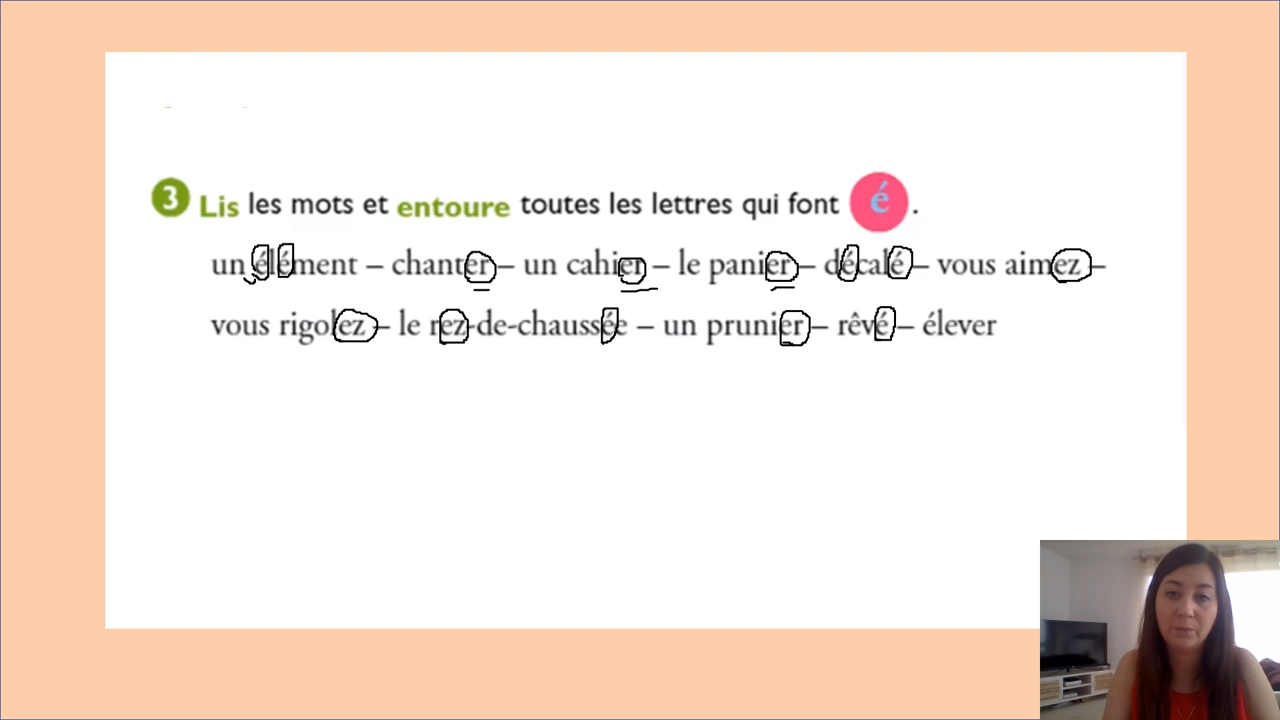 3 Lis les mots et entoure toutes les lettres qui font é .
un élément – chanter – un cahier – le panier – décalé – vous aimez –
vous rigolez – le rez-de-chaussée – un prunier – rêvé – élever